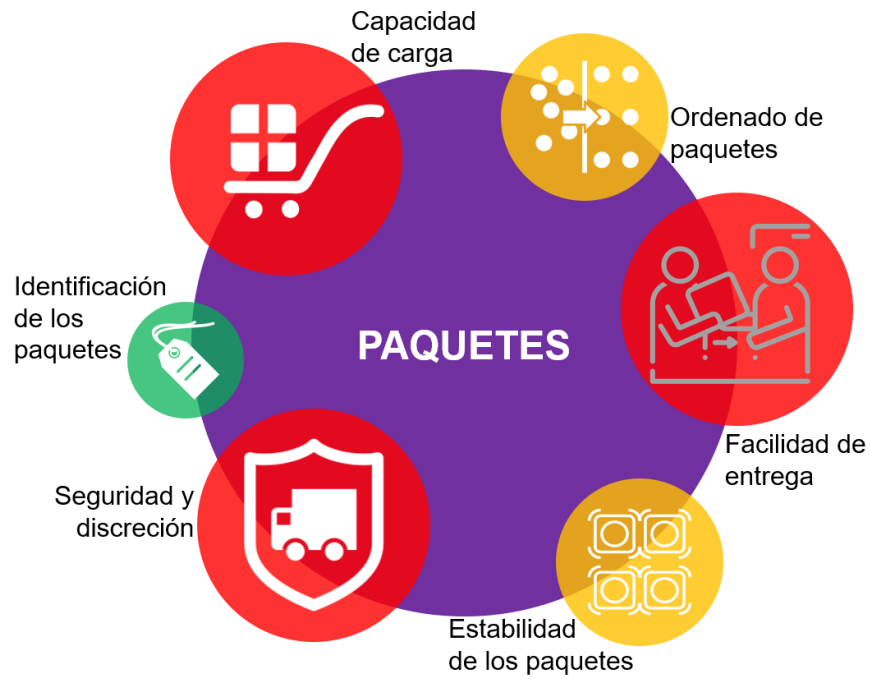 Capacidad
de carga
Ordenado de
paquetes
Identificación
de los
paquetes
PAQUETES
Facilidad de
entrega
Seguridad y
discreción
Estabilidad
de los paquetes